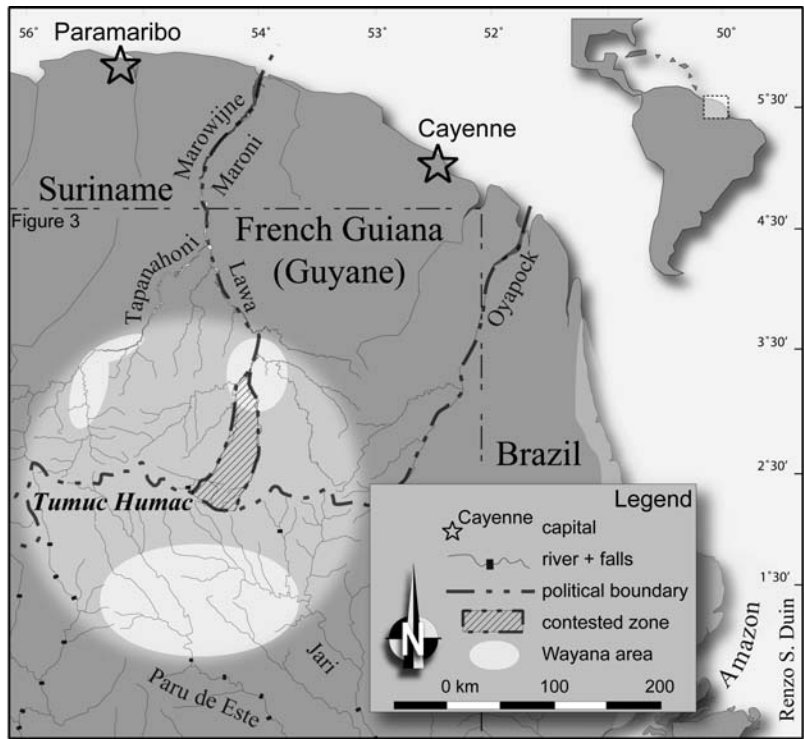 56°
54°
53°
52°
50°
Paramaribo
5°30'
Marowijne
Maroni
Cayenne
Suriname
Figure 3
4°30'
French Guiana
(Guyane)
Tapanahoni
Lawa
Oyapock
3°30'
Brazil
2°30'
Tumuc Humac
Legend
Cayenne capital
river + falls
political boundary
contested zone
Wayana area
N
0 km 100 200
1°30'
Jari
Paru de Este
Amazon
Renzo S. Duin